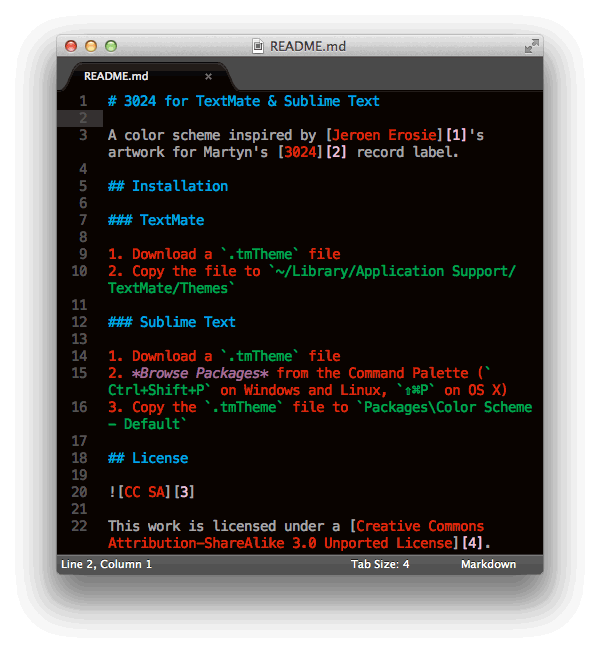 README.md
README.md ×
1 # 3024 for TextMate & Sublime Text
2
3 A color scheme inspired by [Jeroen Erosie][1]'s
artwork for Martyn's [3024][2] record label.
4
5 ## Installation
6
7 ### TextMate
8
9 1. Download a `.tmTheme` file
10 2. Copy the file to `~/Library/Application Support/
TextMate/Themes`
11
12 ### Sublime Text
13
14 1. Download a `.tmTheme` file
15 2. *Browse Packages* from the Command Palette (`
Ctrl+Shift+P` on Windows and Linux, `⇧⌘P` on OS X)
16 3. Copy the `.tmTheme` file to `Packages\Color Scheme
- Default`
17
18 ## License
19
20 ![CC SA][3]
21
22 This work is licensed under a [Creative Commons
Attribution-ShareAlike 3.0 Unported License][4].
Line 2, Column 1 Tab Size: 4 Markdown